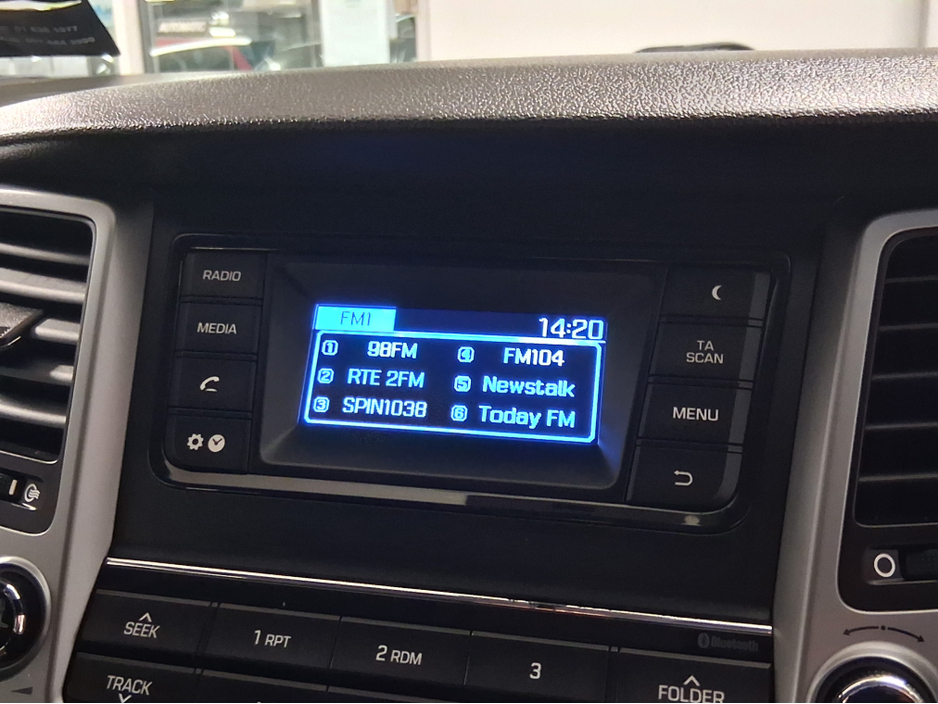 AUTOMATIC
RADIO
MEDIA
FM1
14:20
1 98FM
2 RTE 2FM
3 SPIN1038
4 FM104
5 Newstalk
6 Today FM
TA
SCAN
MENU
Bluetooth
SEEK
1 RPT
2 RDM
3
TRACK
FOLDER